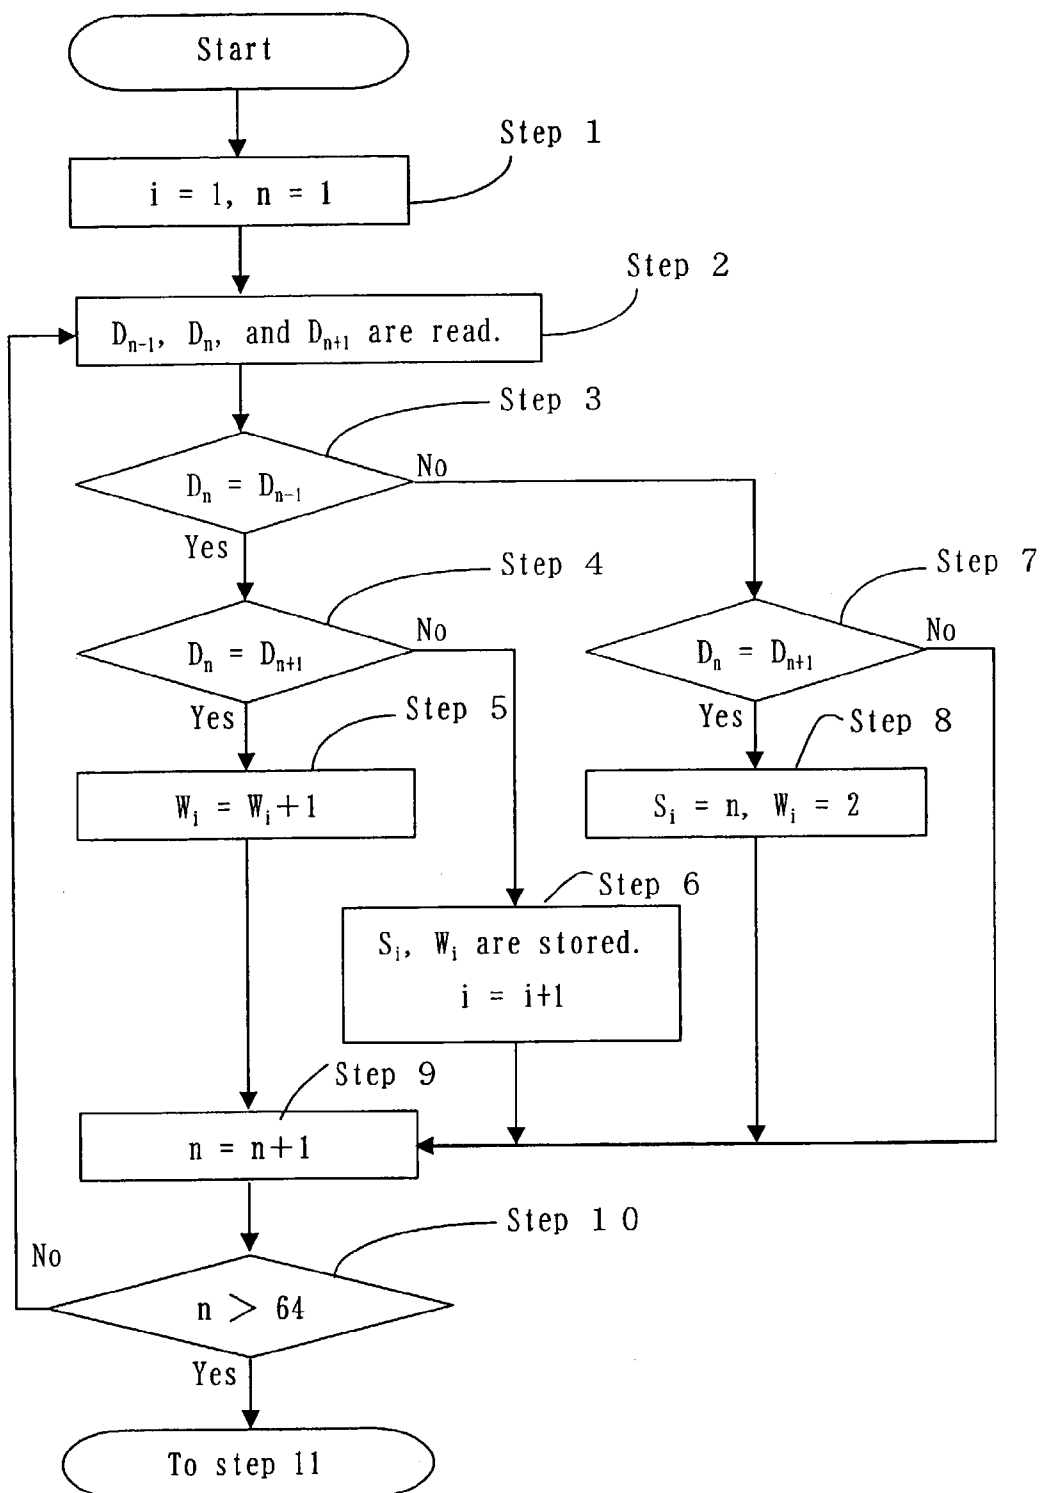 Start
Step 1
i = 1, n = 1
Step 2
Dₙ₋₁, Dₙ, and Dₙ₊₁ are read.
Step 3
Dₙ = Dₙ₋₁
No
Yes
Step 4
Dₙ = Dₙ₊₁
No
Yes
Step 7
Dₙ = Dₙ₊₁
No
Yes
Step 5
Wᵢ = Wᵢ+1
Step 8
Sᵢ = n, Wᵢ = 2
Step 6
Sᵢ, Wᵢ are stored.
i = i+1
Step 9
n = n+1
Step 10
n > 64
No
Yes
To step 11